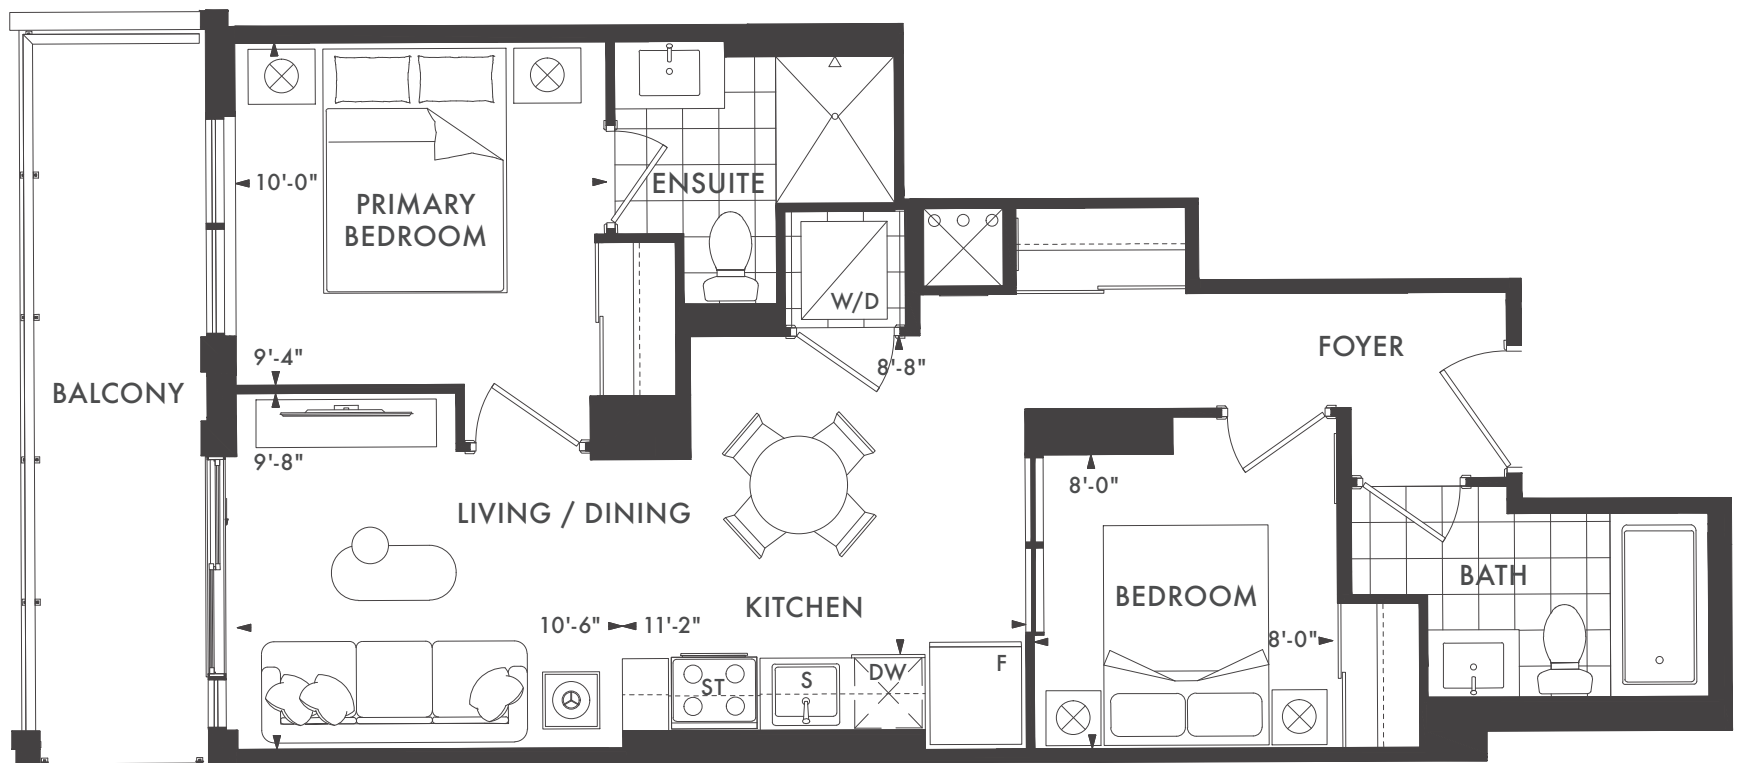 10'-0"
PRIMARY
BEDROOM
ENSUITE
W/D
9'-4"
8'-8"
FOYER
BALCONY
9'-8"
LIVING / DINING
8'-0"
BATH
KITCHEN
BEDROOM
10'-6"
11'-2"
8'-0"
F
ST
S
DW